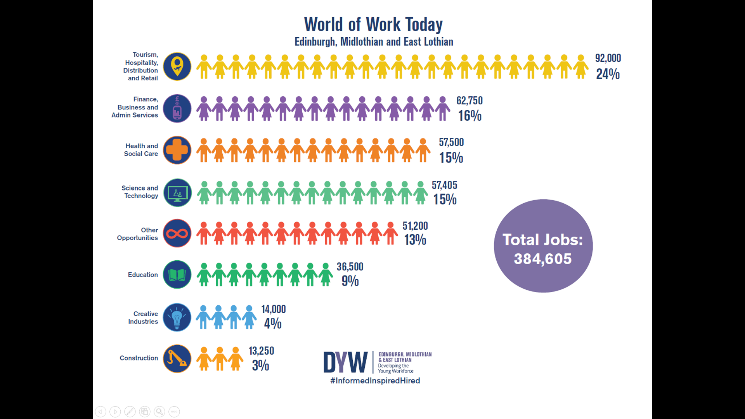 World of Work Today
Edinburgh, Midlothian and East Lothian
Tourism,
Hospitality,
Distribution
and Retail
92,000
24%
Finance,
Business and
Admin Services
62,750
16%
Health and
Social Care
57,500
15%
Science and
Technology
57,405
15%
Other
Opportunities
51,200
13%
Education
36,500
9%
Creative
Industries
14,000
4%
Construction
13,250
3%
Total Jobs:
384,605
DYW
EDINBURGH, MIDLOTHIAN
& EAST LOTHIAN
Developing the
Young Workforce
#InformedInspiredHired